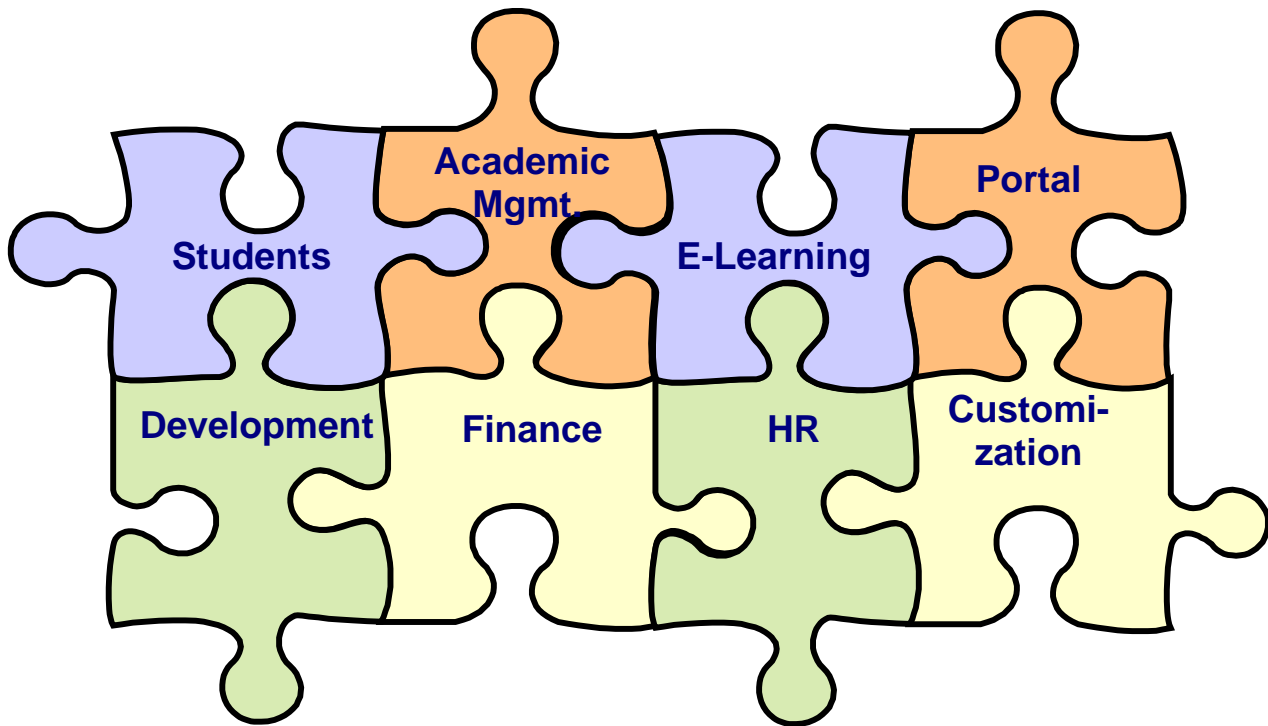 Academic
Mgmt.
Portal
Students
E-Learning
Development
Finance
HR
Customi-
zation